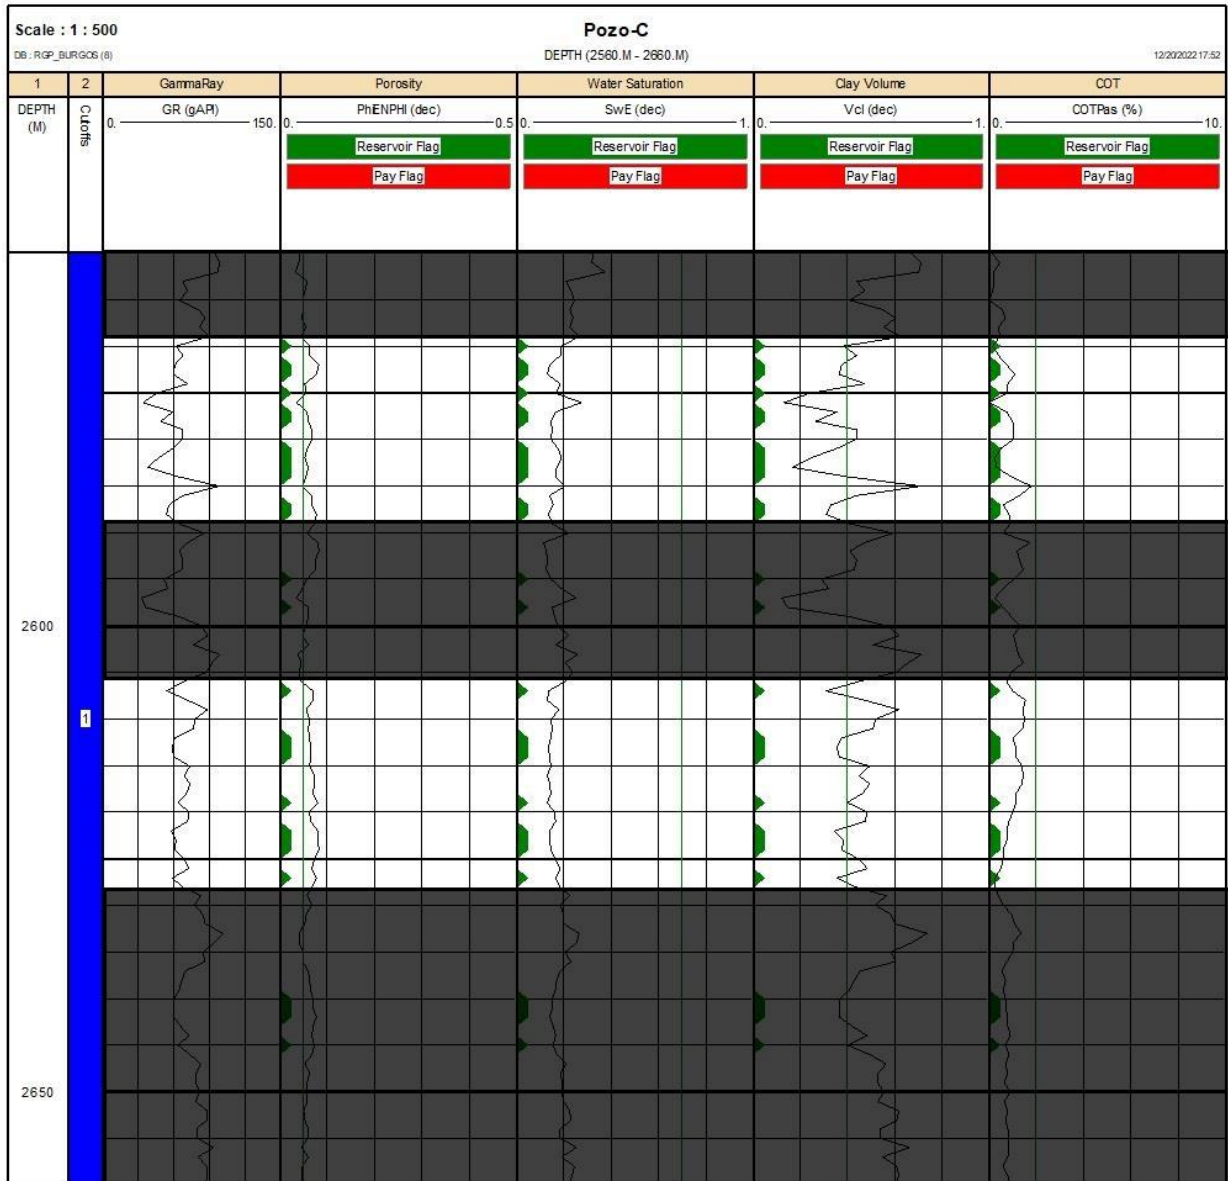 Scale : 1 : 500
Pozo-C
DB : RGP_BURGOS (8)
DEPTH (2560.M - 2660.M)
12/20/2022 17:52
1 2 GammaRay Porosity Water Saturation Clay Volume COT
DEPTH (M)
Cutoffs
GR (gAPI)
0. 150.
PhiENPHI (dec)
0. 0.5
SwE (dec)
0. 1.
Vcl (dec)
0. 1.
COTPas (%)
0. 10.
Reservoir Flag Reservoir Flag Reservoir Flag Reservoir Flag
Pay Flag Pay Flag Pay Flag Pay Flag
2600
1
2650